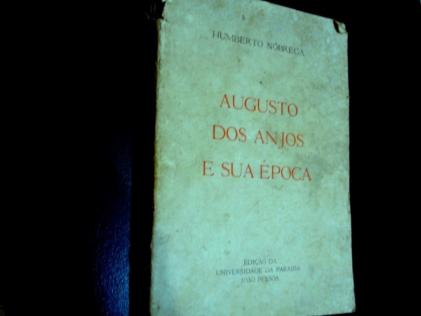 HUMBERTO NÓBREGA
AUGUSTO
DOS ANJOS
E SUA ÉPOCA
EDIÇÃO DA
UNIVERSIDADE DA PARAÍBA
JOÃO PESSOA